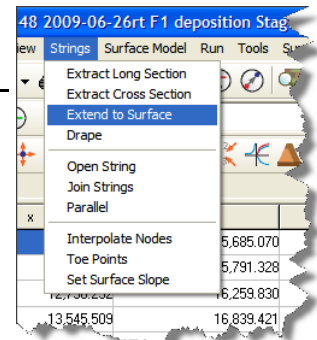 48 2009-06-26rt F1 deposition Stag
iew Strings Surface Model Run Tools
Extract Long Section
Extract Cross Section
Extend to Surface
Drape
Open String
Join Strings
Parallel
Interpolate Nodes
Toe Points
Set Surface Slope
x
5,685.070
5,791.328
6,259.830
13,545.509 16,839.421